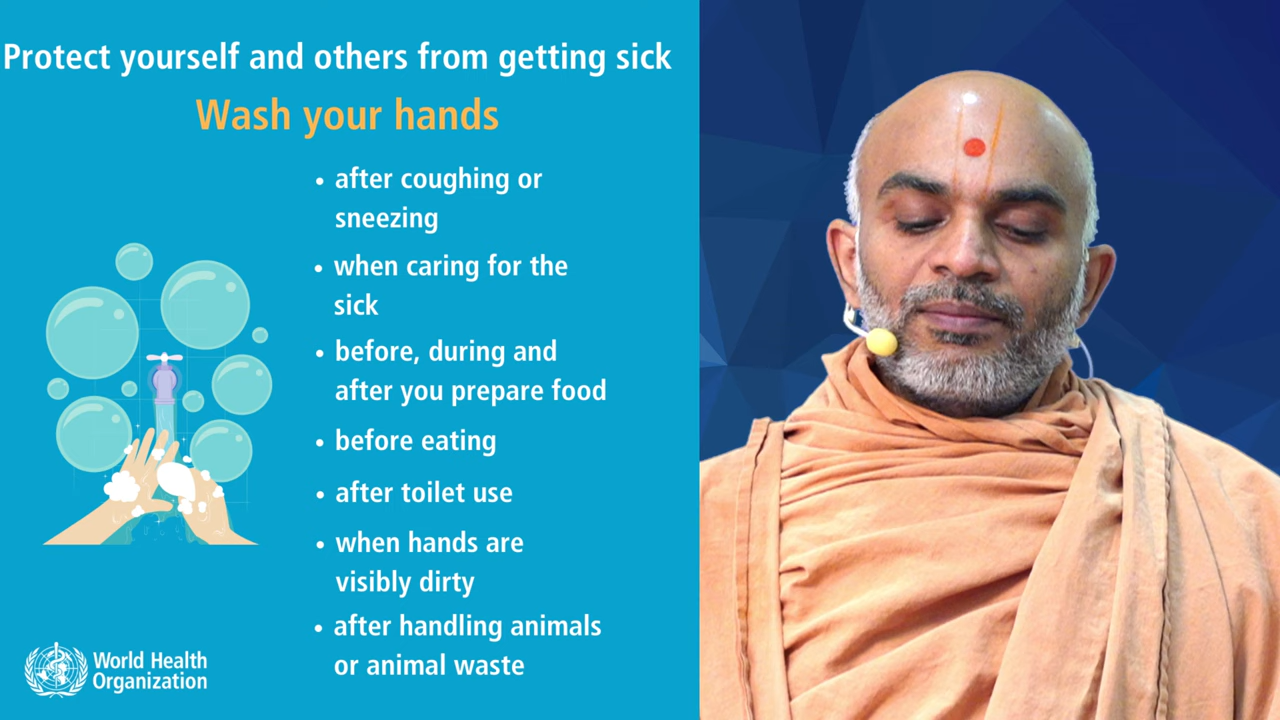 Protect yourself and others from getting sick
Wash your hands
• after coughing or
sneezing
• when caring for the
sick
• before, during and
after you prepare food
• before eating
• after toilet use
• when hands are
visibly dirty
• after handling animals
or animal waste
World Health
Organization